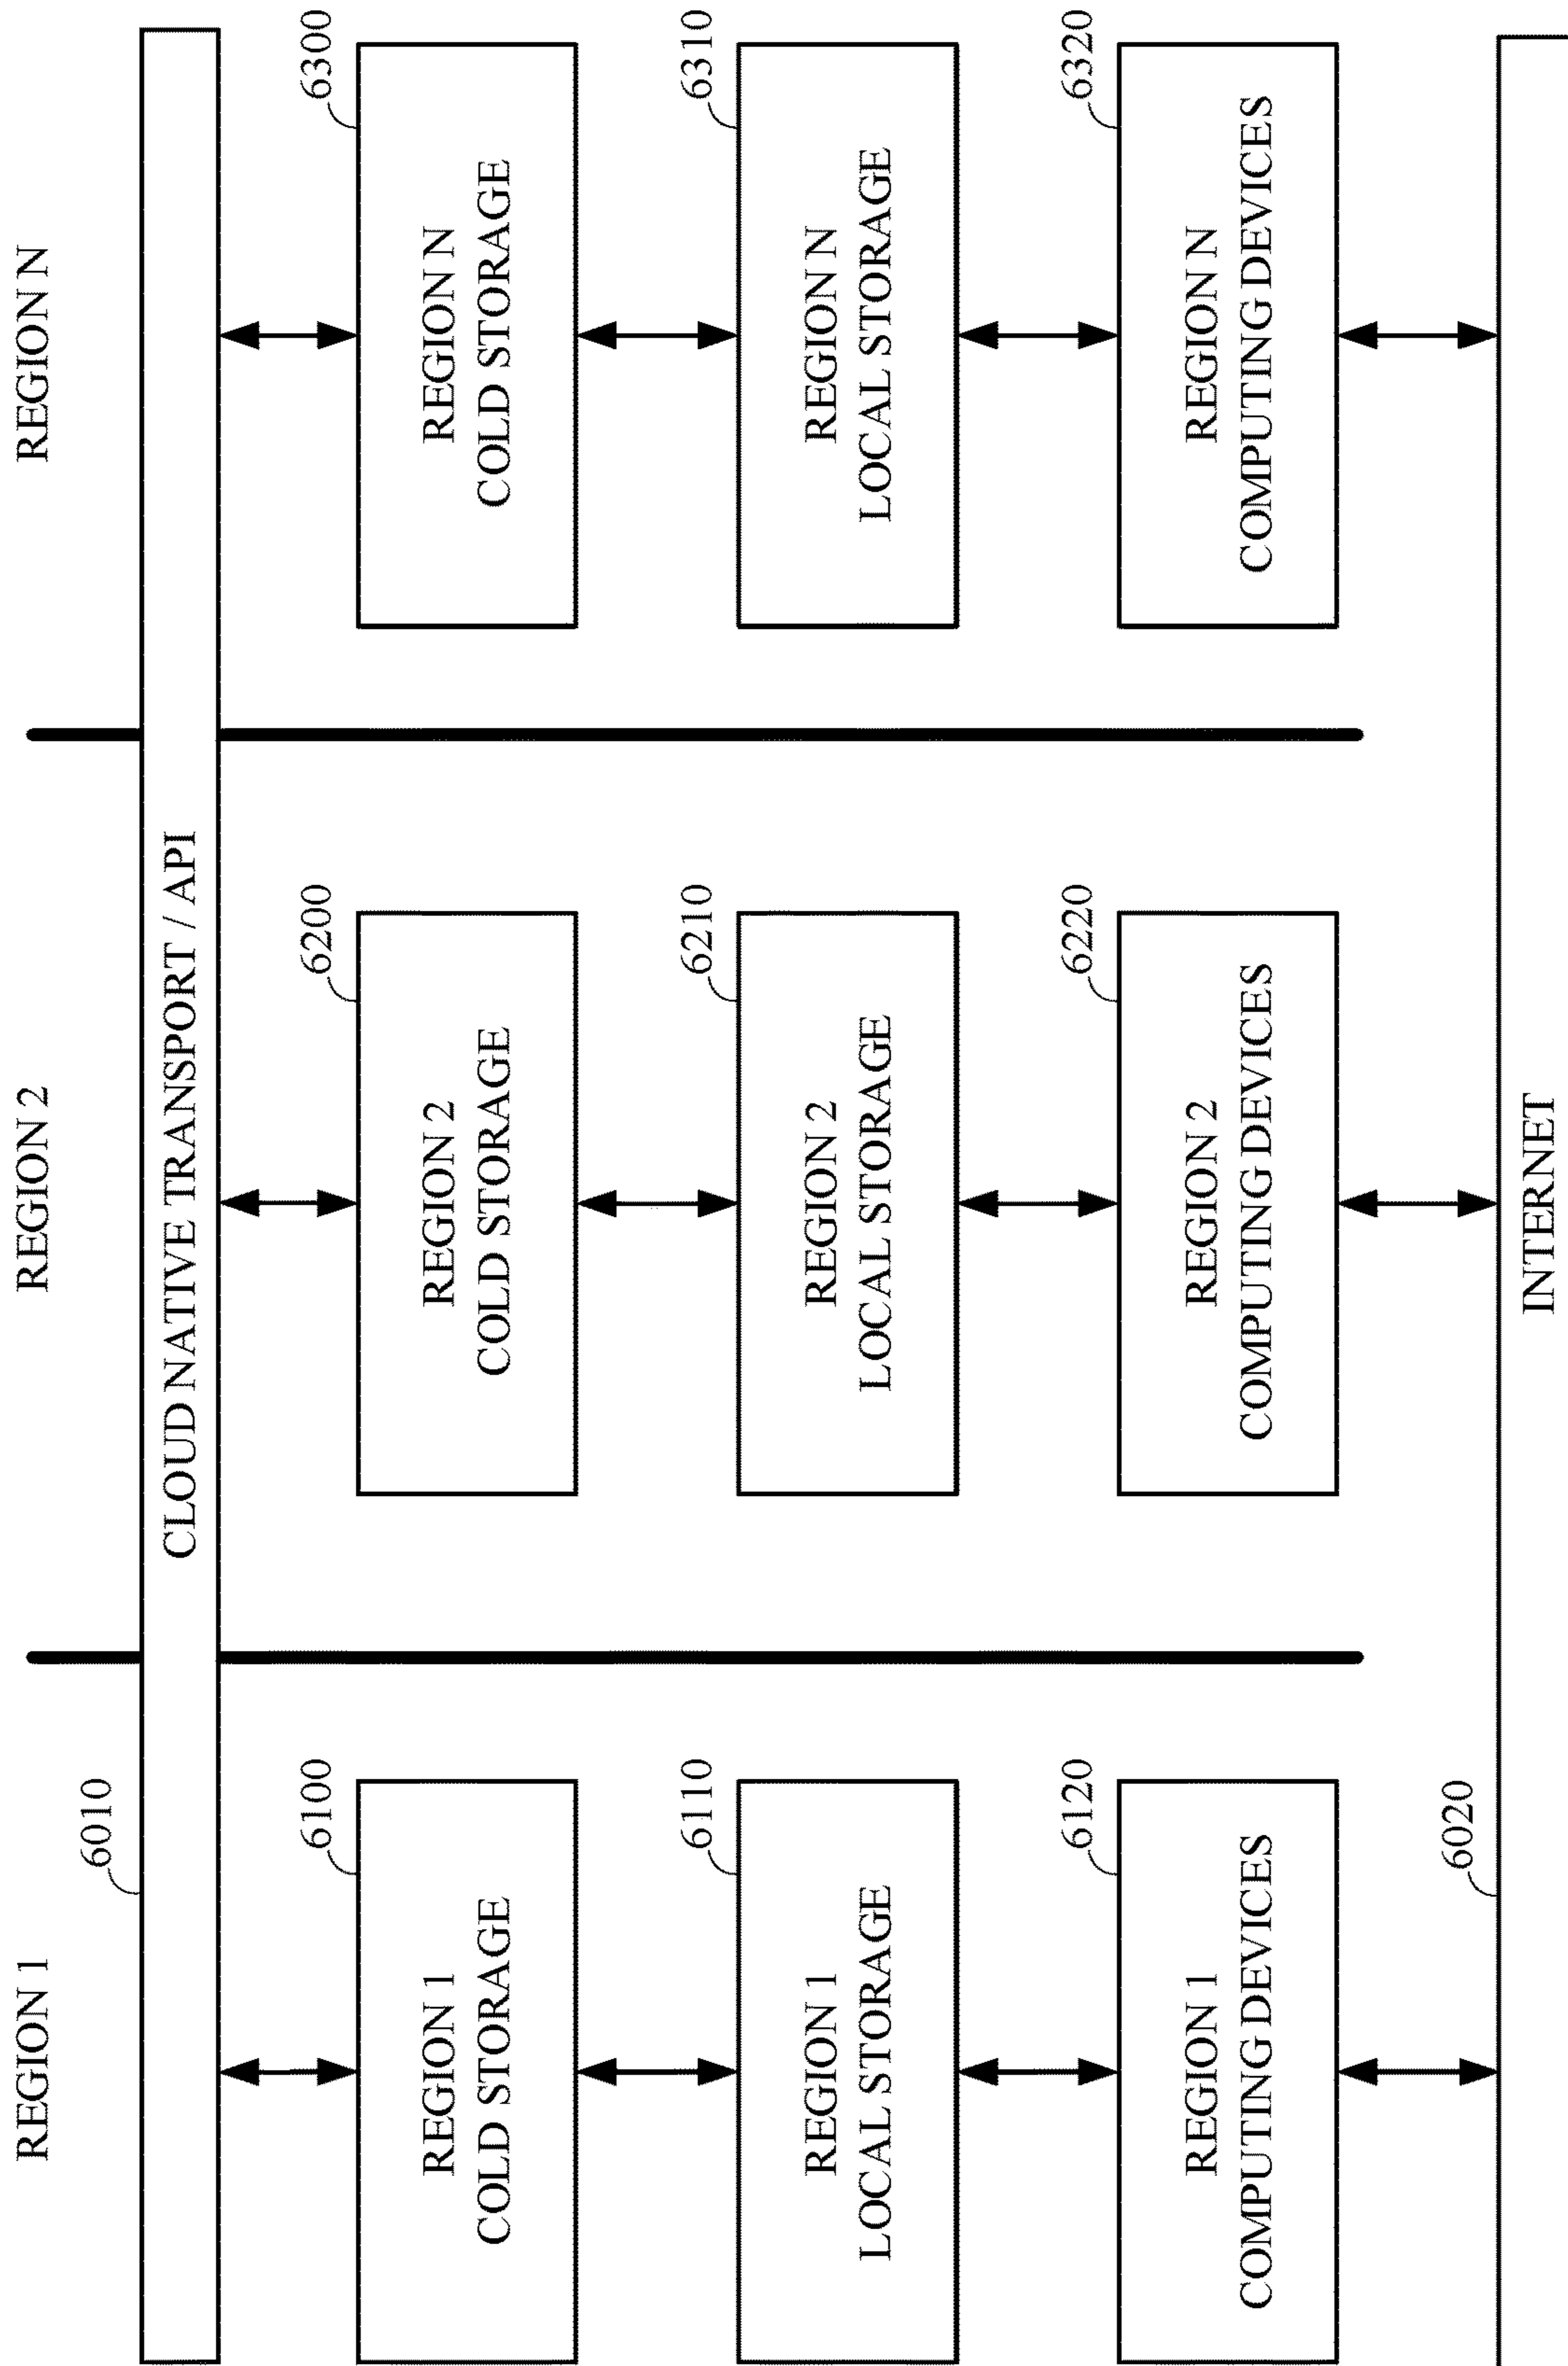 REGION 1
REGION 2
REGION N
6010
CLOUD NATIVE TRANSPORT / API
6100
6200
6300
REGION 1
COLD STORAGE
REGION 2
COLD STORAGE
REGION N
COLD STORAGE
6110
6210
6310
REGION 1
LOCAL STORAGE
REGION 2
LOCAL STORAGE
REGION N
LOCAL STORAGE
6120
6220
6320
REGION 1
COMPUTING DEVICES
REGION 2
COMPUTING DEVICES
REGION N
COMPUTING DEVICES
6020
INTERNET